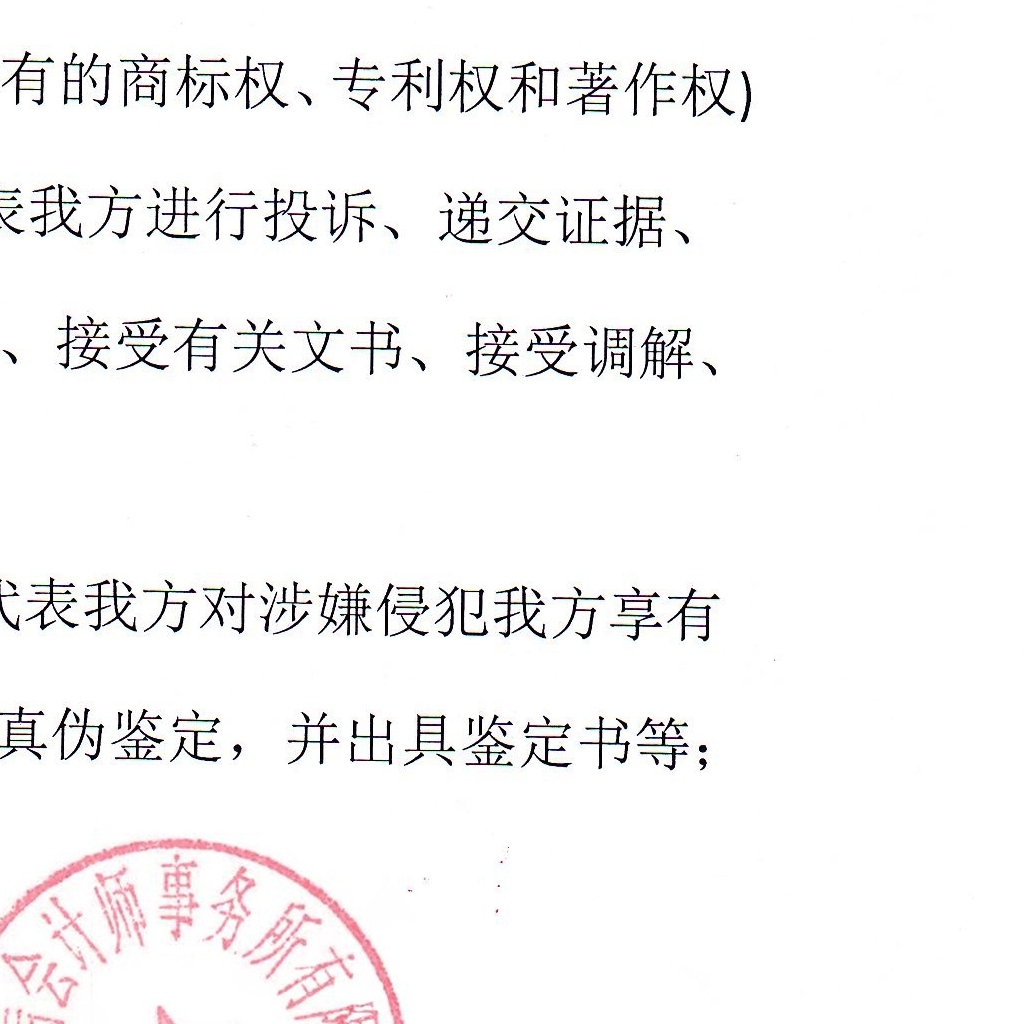 有的商标权、专利权和著作权)
表我方进行投诉、递交证据、
、接受有关文书、接受调解、
代表我方对涉嫌侵犯我方享有
真伪鉴定，并出具鉴定书等；
会计师事务所有限